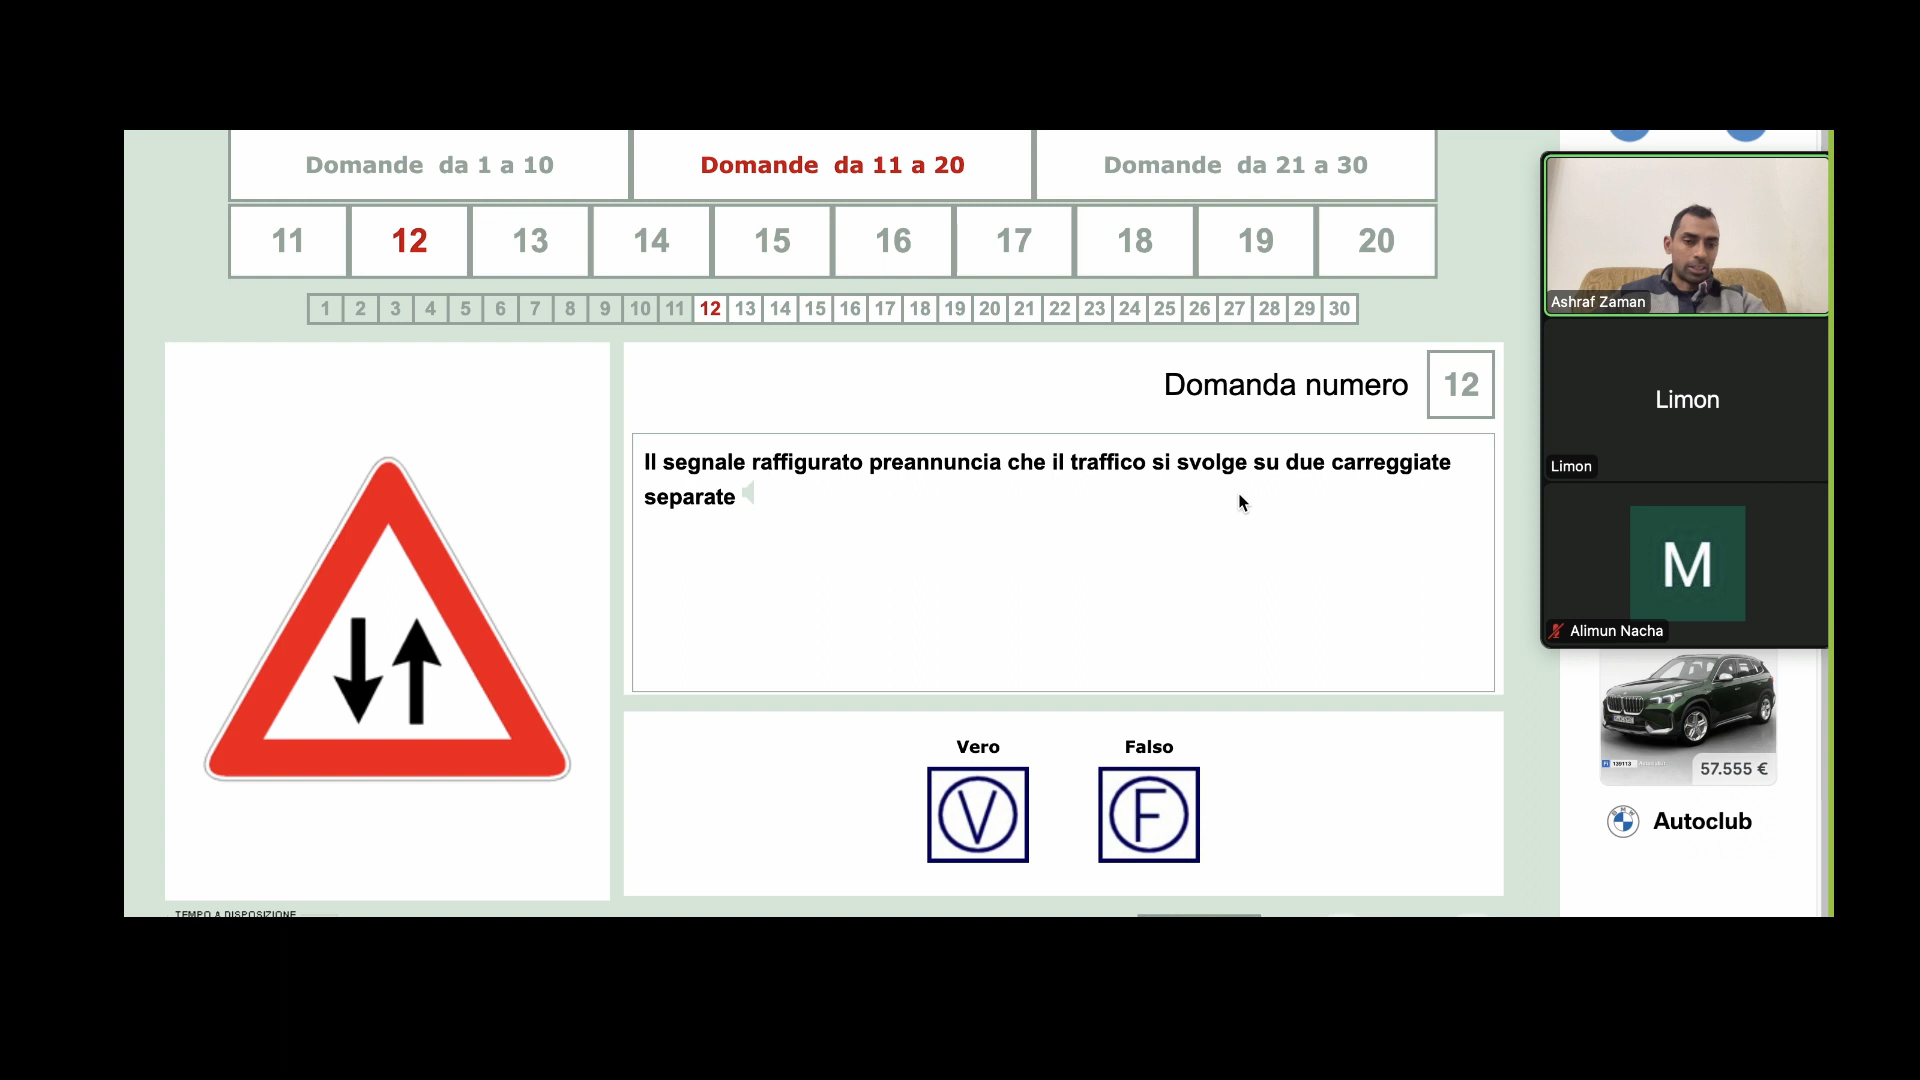 Domande da 1 a 10
Domande da 11 a 20
Domande da 21 a 30
11 12 13 14 15 16 17 18 19 20
1 2 3 4 5 6 7 8 9 10 11 12 13 14 15 16 17 18 19 20 21 22 23 24 25 26 27 28 29 30
Domanda numero 12
Il segnale raffigurato preannuncia che il traffico si svolge su due carreggiate
separate
Vero
Falso
V
F
TEMPO A DISPOSIZIONE
Ashraf Zaman
Limon
Limon
M
Alimun Nacha
139113
57.555 €
BMW
Autoclub